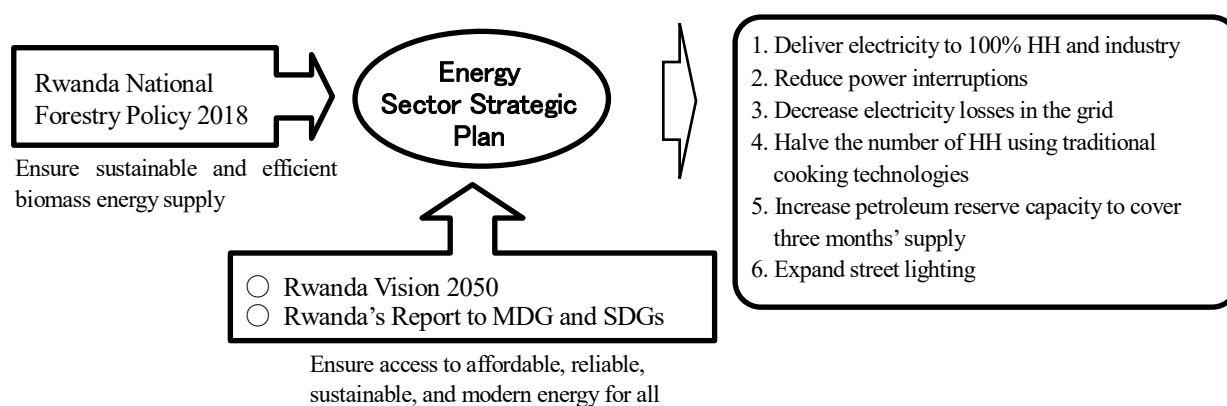 Rwanda National
Forestry Policy 2018
Ensure sustainable and efficient
biomass energy supply
Energy
Sector Strategic
Plan
○ Rwanda Vision 2050
○ Rwanda’s Report to MDG and SDGs
Ensure access to affordable, reliable,
sustainable, and modern energy for all
1. Deliver electricity to 100% HH and industry
2. Reduce power interruptions
3. Decrease electricity losses in the grid
4. Halve the number of HH using traditional
cooking technologies
5. Increase petroleum reserve capacity to cover
three months’ supply
6. Expand street lighting